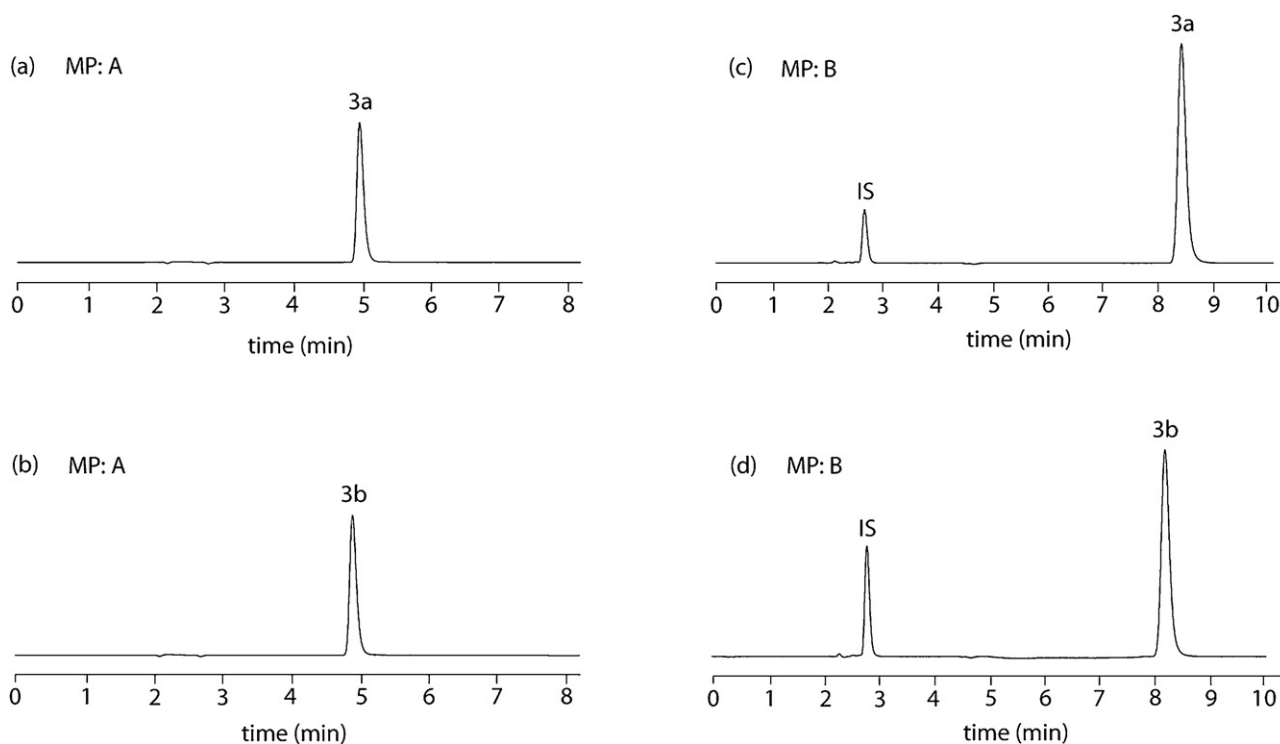 (a) MP: A
3a
0 1 2 3 4 5 6 7 8
time (min)
(b) MP: A
3b
0 1 2 3 4 5 6 7 8
time (min)
(c) MP: B
3a
IS
0 1 2 3 4 5 6 7 8 9 10
time (min)
(d) MP: B
3b
IS
0 1 2 3 4 5 6 7 8 9 10
time (min)